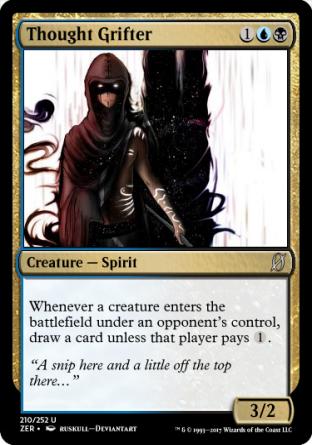 Thought Grifter 1
Creature — Spirit
Whenever a creature enters the
battlefield under an opponent's control,
draw a card unless that player pays 1.
"A snip here and a little off the top
there…"
3/2
210/252 U
ZER • RUSKULL—DEVIANTART ™ & © 1993–2017 Wizards of the Coast LLC